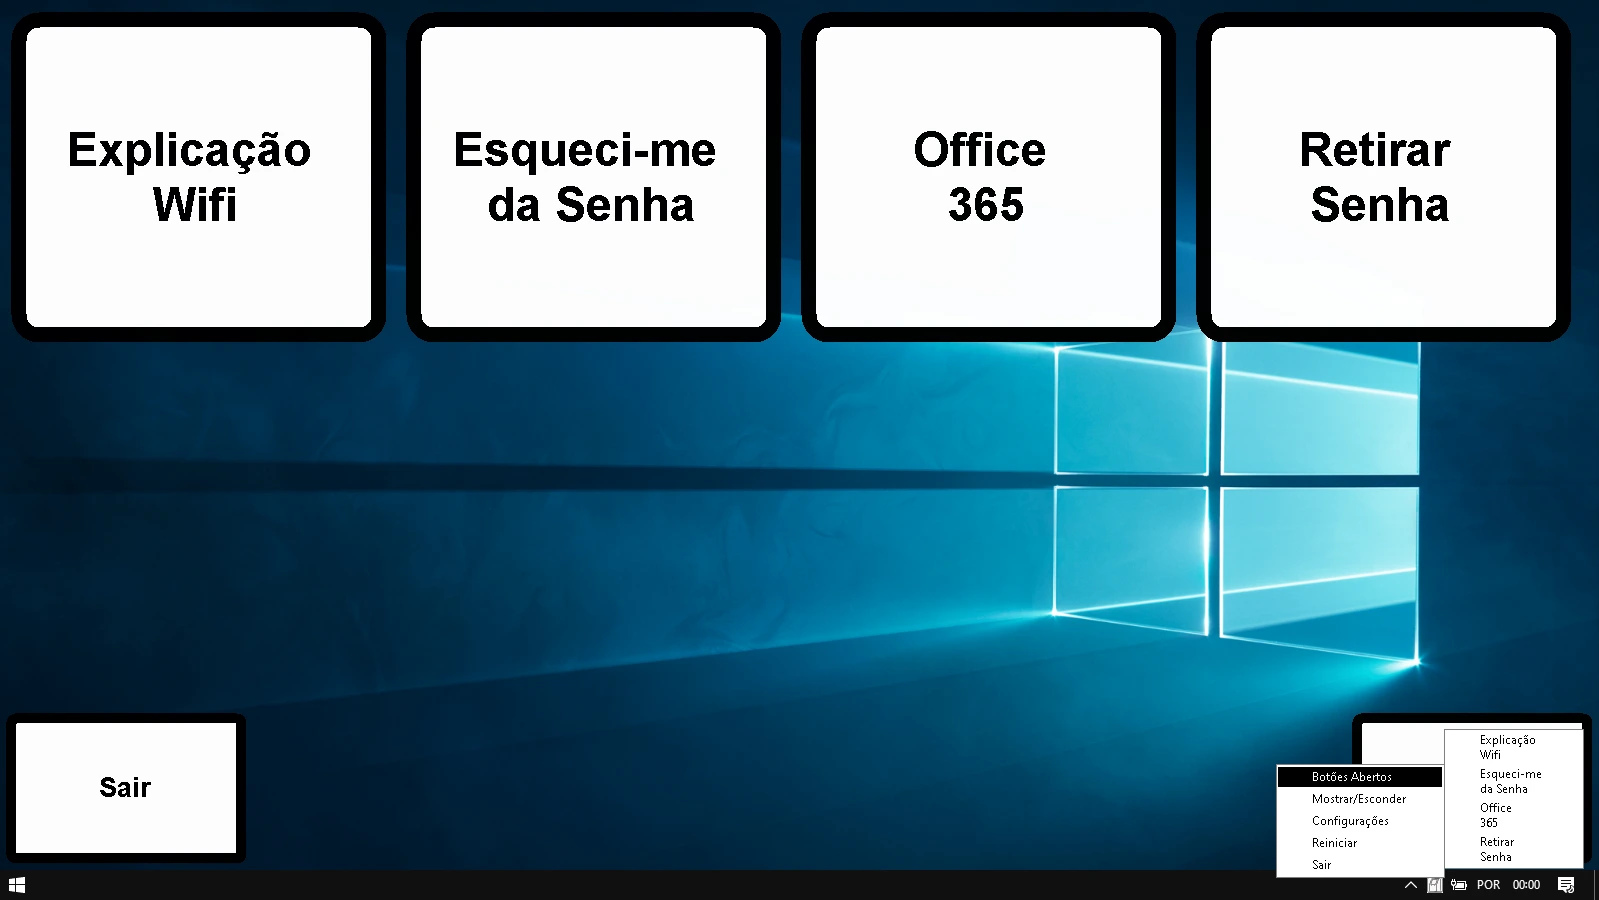 Explicação
Wifi
Esqueci-me
da Senha
Office
365
Retirar
Senha
Sair
Botões Abertos
Mostrar/Esconder
Configurações
Reiniciar
Sair
Explicação
Wifi
Esqueci-me
da Senha
Office
365
Retirar
Senha
POR 00:00